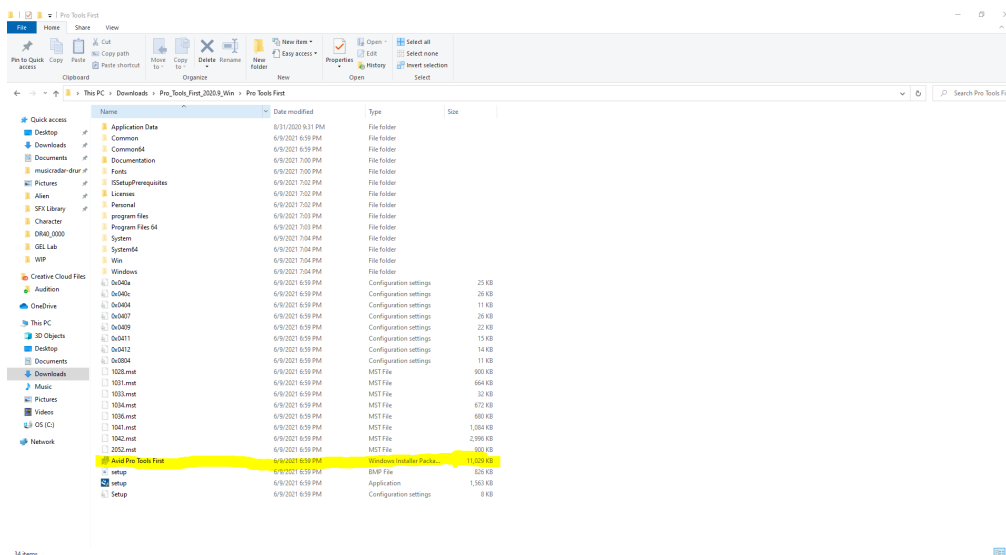 Pro Tools First
File Home Share View
Pin to Quick access
Copy
Paste
Cut
Copy path
Paste shortcut
Clipboard
Move to
Copy to
Delete
Rename
Organize
New folder
New item
Easy access
New
Properties
Open
Edit
History
Open
Select all
Select none
Invert selection
Select
This PC > Downloads > Pro_Tools_First_2020.9_Win > Pro Tools First
Search Pro Tools Fi
Name Date modified Type Size
Quick access
Desktop
Downloads
Documents
musicradar-drur
Pictures
Alien
SFX Library
Character
DR40_0000
GEL Lab
WIP
Creative Cloud Files
Audition
OneDrive
This PC
3D Objects
Desktop
Documents
Downloads
Music
Pictures
Videos
OS (C:)
Network
Application Data 8/31/2020 9:31 PM File folder
Common 6/9/2021 6:59 PM File folder
Common64 6/9/2021 6:59 PM File folder
Documentation 6/9/2021 7:00 PM File folder
Fonts 6/9/2021 7:00 PM File folder
ISSetupPrerequisites 6/9/2021 7:02 PM File folder
Licenses 6/9/2021 7:02 PM File folder
Personal 6/9/2021 7:02 PM File folder
program files 6/9/2021 7:03 PM File folder
Program Files 64 6/9/2021 7:03 PM File folder
System 6/9/2021 7:04 PM File folder
System64 6/9/2021 7:04 PM File folder
Win 6/9/2021 7:04 PM File folder
Windows 6/9/2021 7:04 PM File folder
0x040a 6/9/2021 6:59 PM Configuration settings 25 KB
0x040c 6/9/2021 6:59 PM Configuration settings 26 KB
0x0404 6/9/2021 6:59 PM Configuration settings 11 KB
0x0407 6/9/2021 6:59 PM Configuration settings 26 KB
0x0409 6/9/2021 6:59 PM Configuration settings 22 KB
0x0411 6/9/2021 6:59 PM Configuration settings 15 KB
0x0412 6/9/2021 6:59 PM Configuration settings 14 KB
0x0804 6/9/2021 6:59 PM Configuration settings 11 KB
1028.mst 6/9/2021 6:59 PM MST File 900 KB
1031.mst 6/9/2021 6:59 PM MST File 664 KB
1033.mst 6/9/2021 6:59 PM MST File 32 KB
1034.mst 6/9/2021 6:59 PM MST File 672 KB
1036.mst 6/9/2021 6:59 PM MST File 680 KB
1041.mst 6/9/2021 6:59 PM MST File 1,084 KB
1042.mst 6/9/2021 6:59 PM MST File 2,996 KB
2052.mst 6/9/2021 6:59 PM MST File 900 KB
Avid Pro Tools First 6/9/2021 6:59 PM Windows Installer Packa... 11,029 KB
setup 6/9/2021 6:59 PM BMP File 826 KB
setup 6/9/2021 6:59 PM Application 1,563 KB
Setup 6/9/2021 6:59 PM Configuration settings 8 KB
34 items